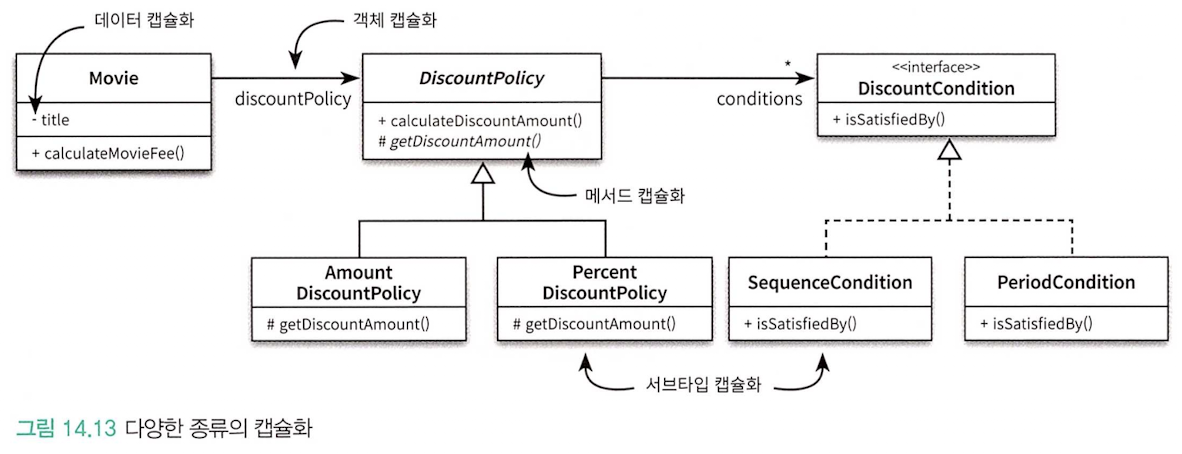 데이터 캡슐화
객체 캡슐화
Movie
- title
+ calculateMovieFee()
discountPolicy
DiscountPolicy
+ calculateDiscountAmount()
# getDiscountAmount()
*
conditions
<<interface>>
DiscountCondition
+ isSatisfiedBy()
메서드 캡슐화
Amount
DiscountPolicy
# getDiscountAmount()
Percent
DiscountPolicy
# getDiscountAmount()
SequenceCondition
+ isSatisfiedBy()
PeriodCondition
+ isSatisfiedBy()
서브타입 캡슐화
그림 14.13 다양한 종류의 캡슐화